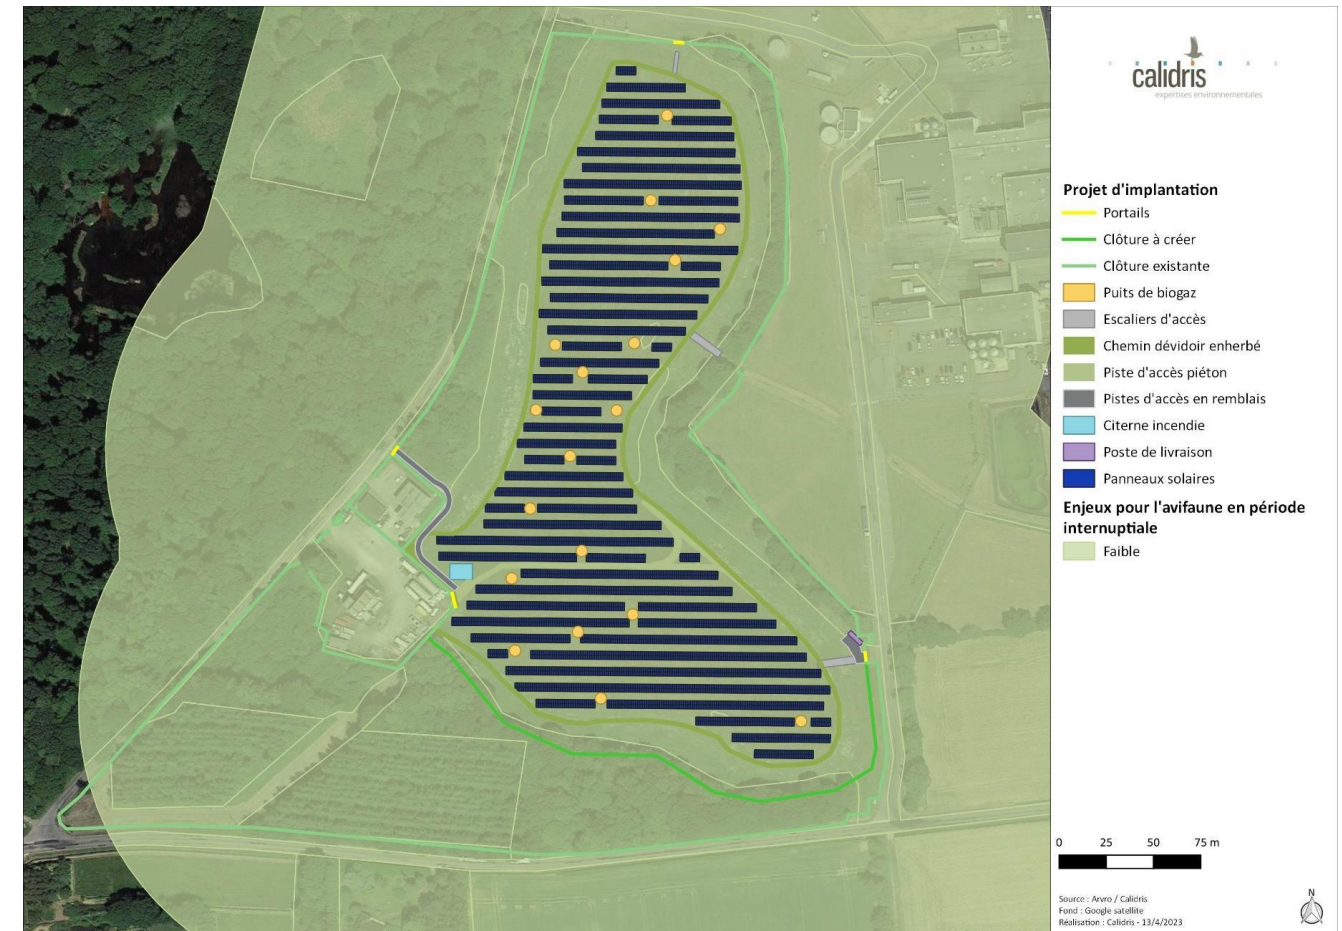 calidris
expertises environnementales
Projet d'implantation
Portails
Clôture à créer
Clôture existante
Puits de biogaz
Escaliers d'accès
Chemin dévidoir enherbé
Piste d'accès piéton
Pistes d'accès en remblais
Citerne incendie
Poste de livraison
Panneaux solaires
Enjeux pour l'avifaune en période
internuptiale
Faible
0 25 50 75 m
Source : Arvro / Calidris
Fond : Google satellite
Réalisation : Calidris - 13/4/2023
N